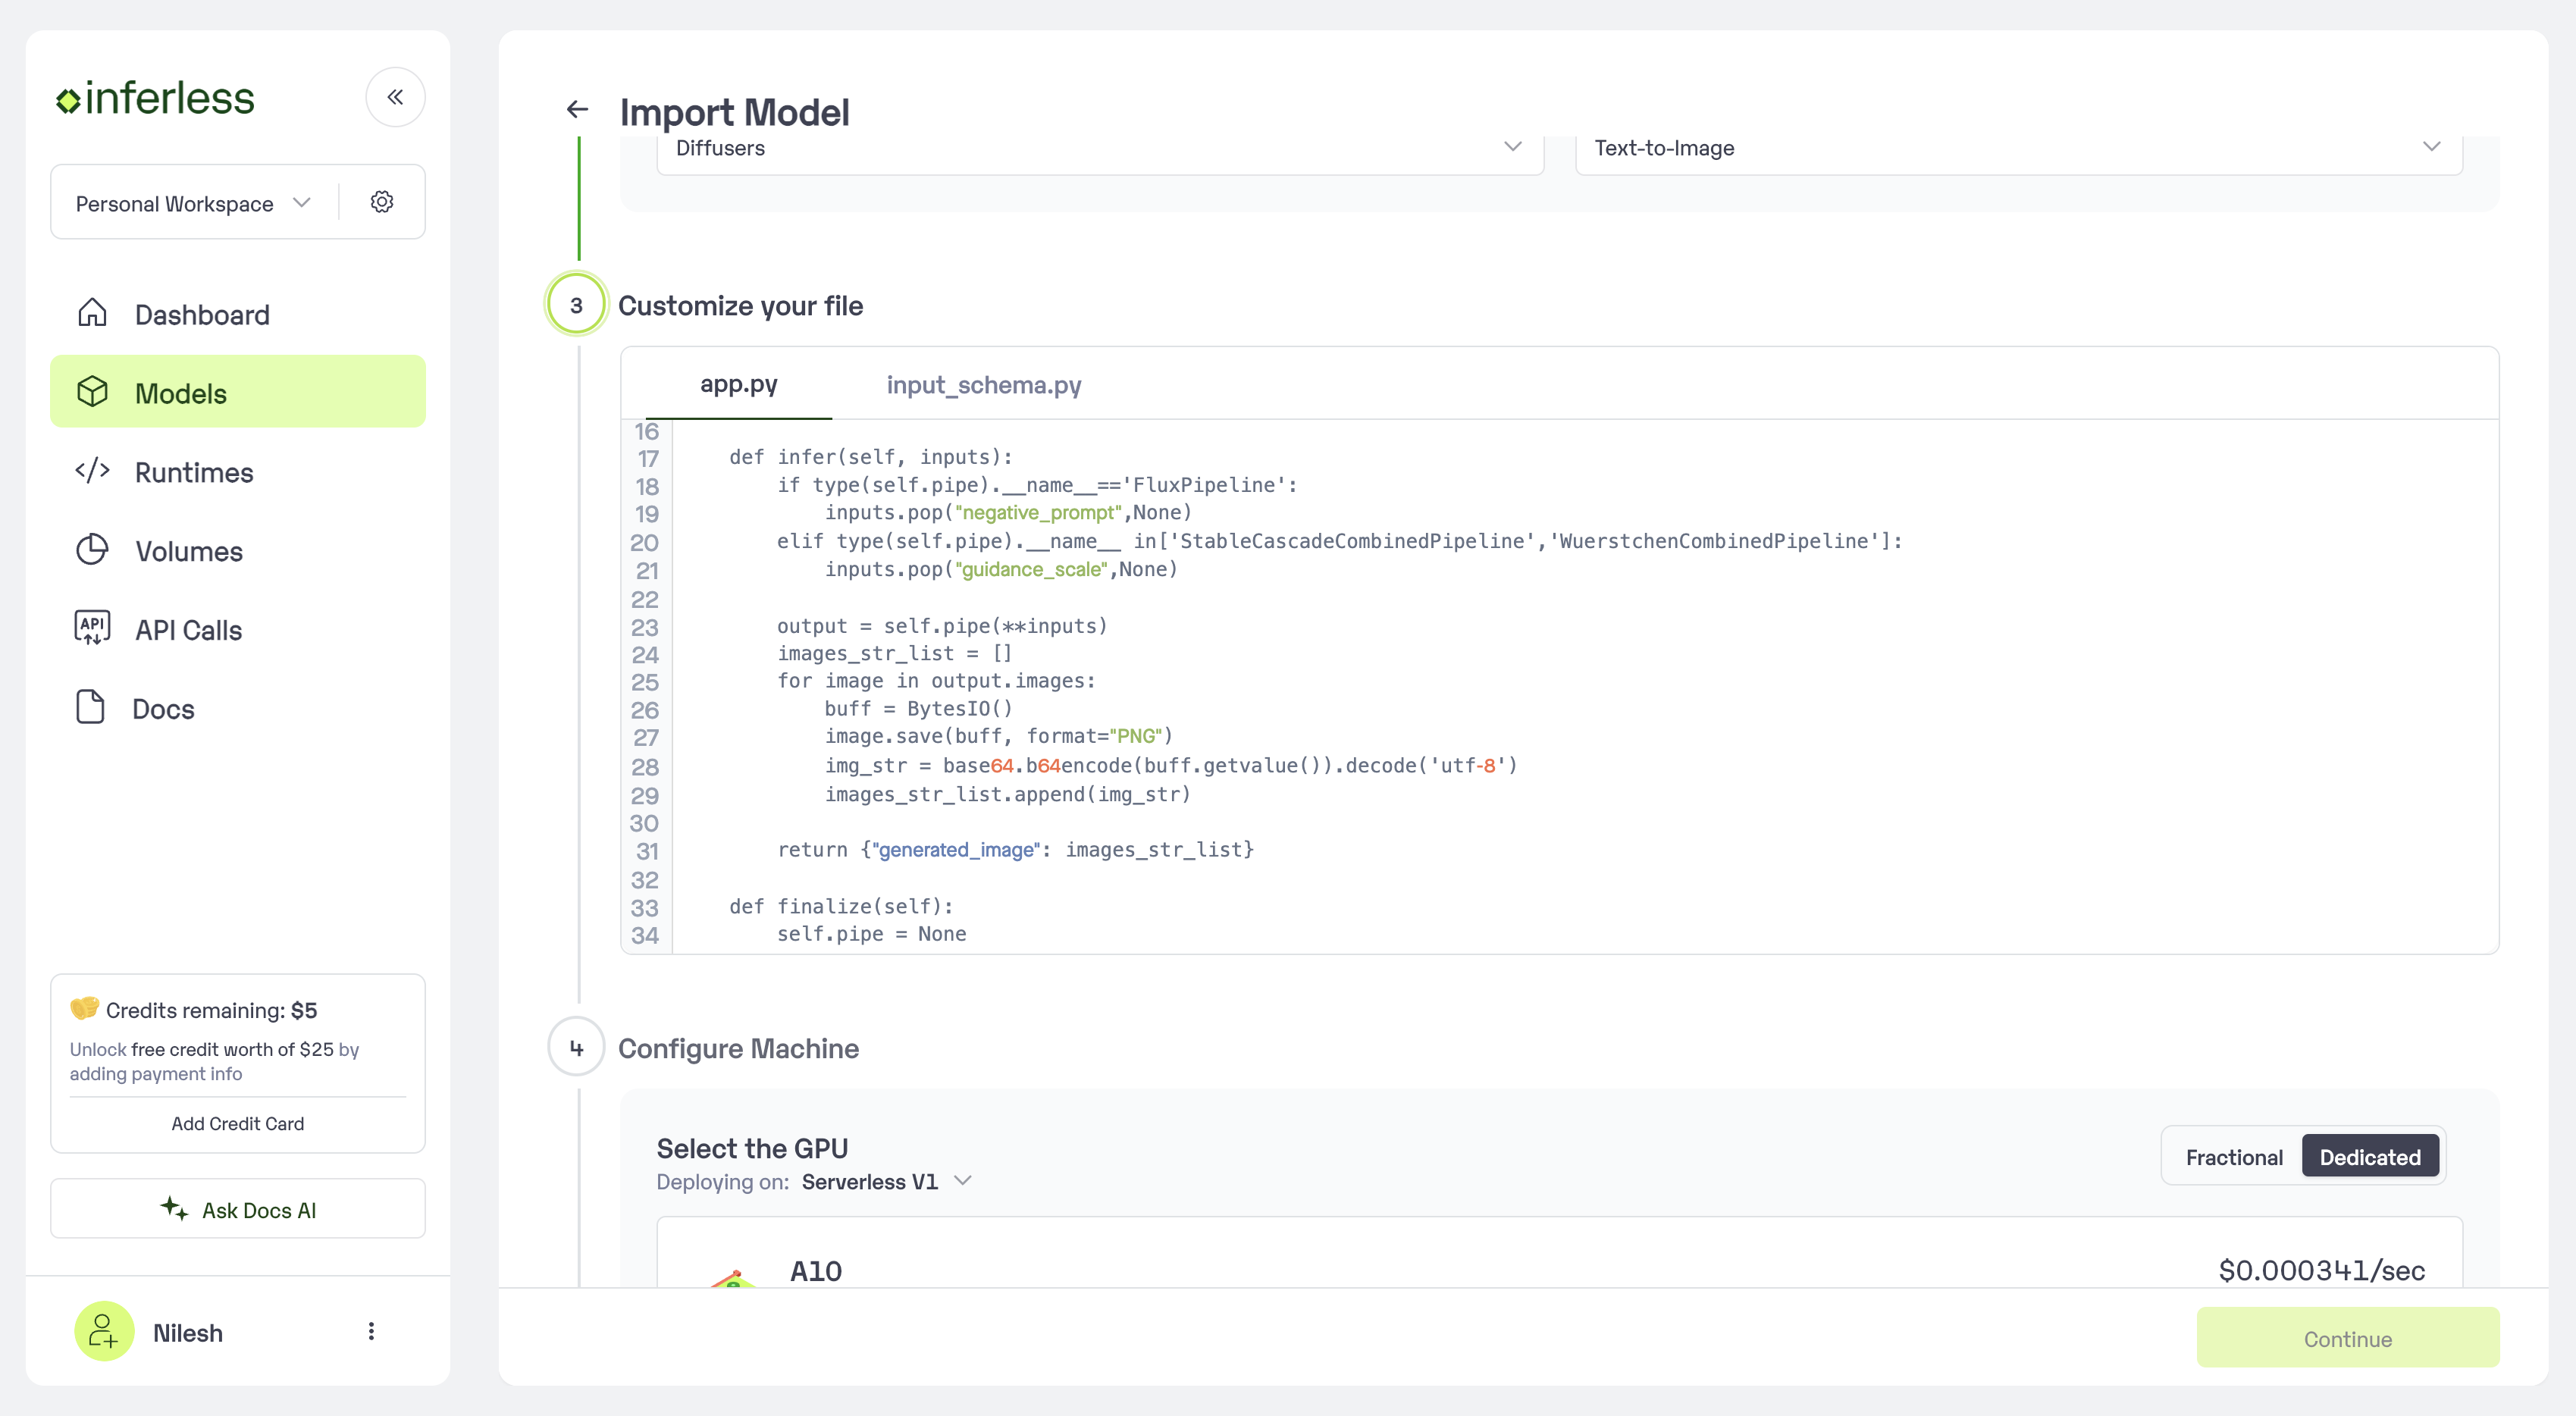 inferless
Personal Workspace
Dashboard
Models
Runtimes
Volumes
API
API Calls
Docs
Credits remaining: $5
Unlock free credit worth of $25 by
adding payment info
Add Credit Card
Ask Docs AI
Nilesh
Import Model
Diffusers
Text-to-Image
3
Customize your file
app.py
input_schema.py
16
17 def infer(self, inputs):
18 if type(self.pipe).__name__=='FluxPipeline':
19 inputs.pop("negative_prompt",None)
20 elif type(self.pipe).__name__ in['StableCascadeCombinedPipeline','WuerstchenCombinedPipeline']:
21 inputs.pop("guidance_scale",None)
22
23 output = self.pipe(**inputs)
24 images_str_list = []
25 for image in output.images:
26 buff = BytesIO()
27 image.save(buff, format="PNG")
28 img_str = base64.b64encode(buff.getvalue()).decode('utf-8')
29 images_str_list.append(img_str)
30
31 return {"generated_image": images_str_list}
32
33 def finalize(self):
34 self.pipe = None
4
Configure Machine
Select the GPU
Deploying on: Serverless V1
Fractional
Dedicated
A10
$0.000341/sec
Continue